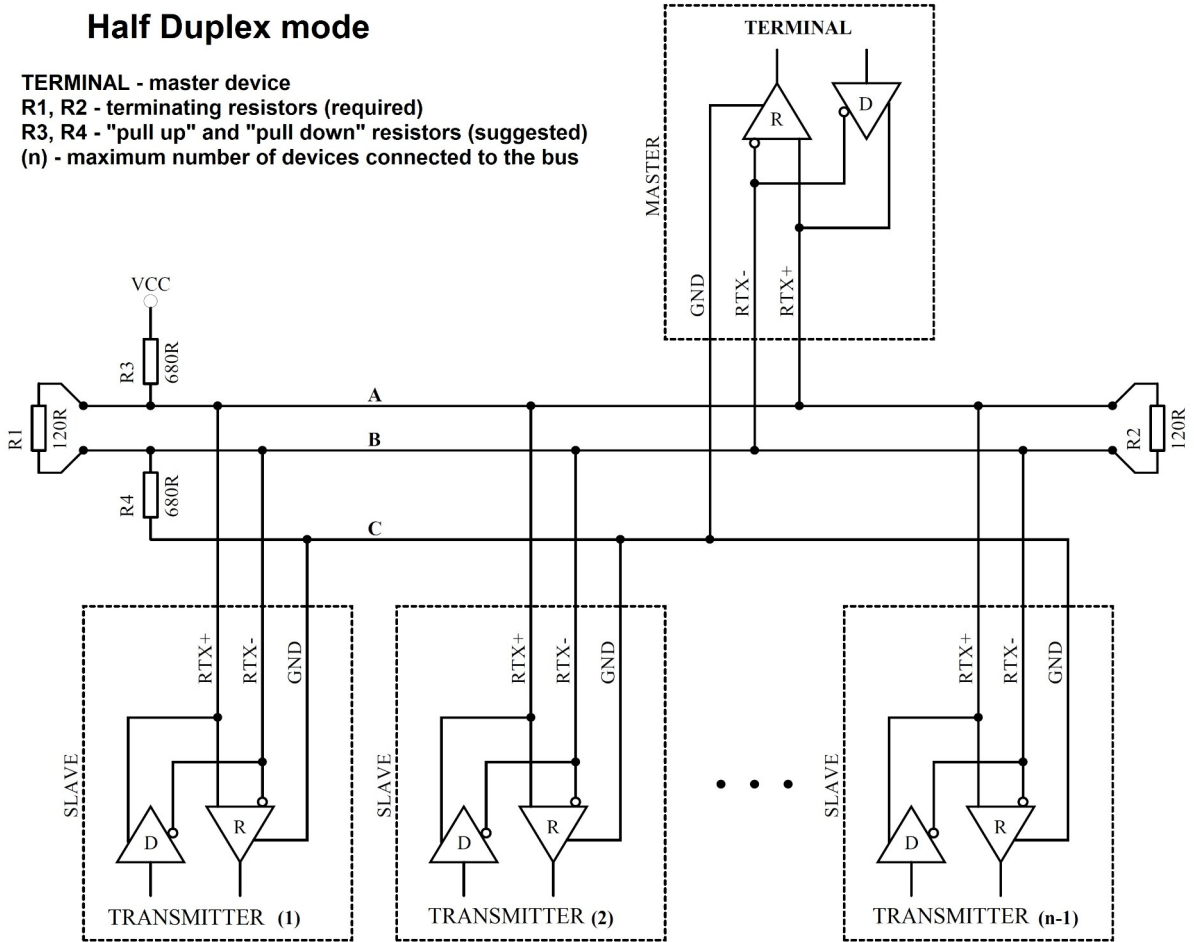 Half Duplex mode
TERMINAL - master device
R1, R2 - terminating resistors (required)
R3, R4 - "pull up" and "pull down" resistors (suggested)
(n) - maximum number of devices connected to the bus
TERMINAL
R
D
MASTER
GND
RTX-
RTX+
VCC
R3
680R
A
R1
120R
B
R2
120R
R4
680R
C
RTX+
RTX-
GND
SLAVE
D
R
TRANSMITTER (1)
RTX+
RTX-
GND
SLAVE
D
R
TRANSMITTER (2)
RTX+
RTX-
GND
SLAVE
D
R
TRANSMITTER (n-1)